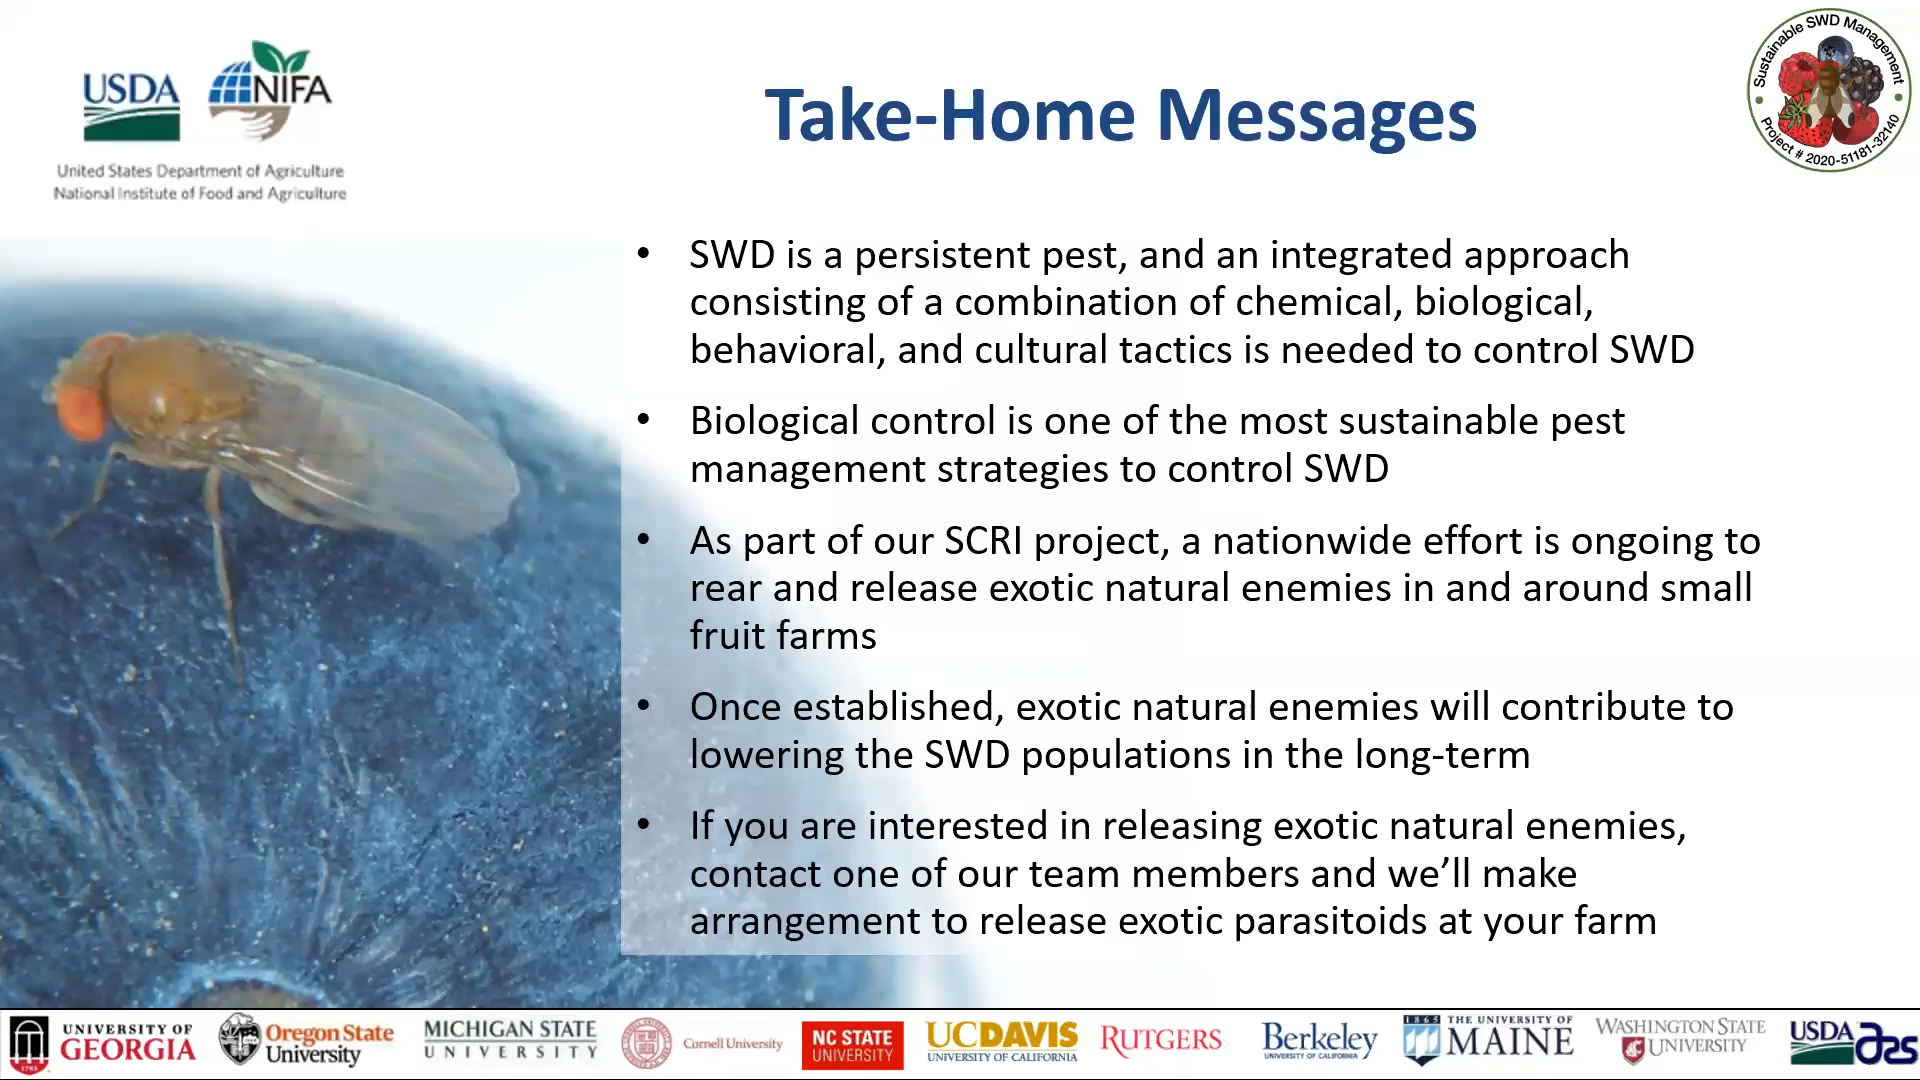 USDA NIFA
United States Department of Agriculture
National Institute of Food and Agriculture
Take-Home Messages
Sustainable SWD Management
Project # 2020-51181-32140
• SWD is a persistent pest, and an integrated approach
consisting of a combination of chemical, biological,
behavioral, and cultural tactics is needed to control SWD
• Biological control is one of the most sustainable pest
management strategies to control SWD
• As part of our SCRI project, a nationwide effort is ongoing to
rear and release exotic natural enemies in and around small
fruit farms
• Once established, exotic natural enemies will contribute to
lowering the SWD populations in the long-term
• If you are interested in releasing exotic natural enemies,
contact one of our team members and we’ll make
arrangement to release exotic parasitoids at your farm
1785
UNIVERSITY OF
GEORGIA
Oregon State
University
MICHIGAN STATE
UNIVERSITY
Cornell University
NC STATE
UNIVERSITY
UCDAVIS
UNIVERSITY OF CALIFORNIA
RUTGERS
Berkeley
UNIVERSITY OF CALIFORNIA
1865
THE UNIVERSITY OF
MAINE
WASHINGTON STATE
UNIVERSITY
USDA ars